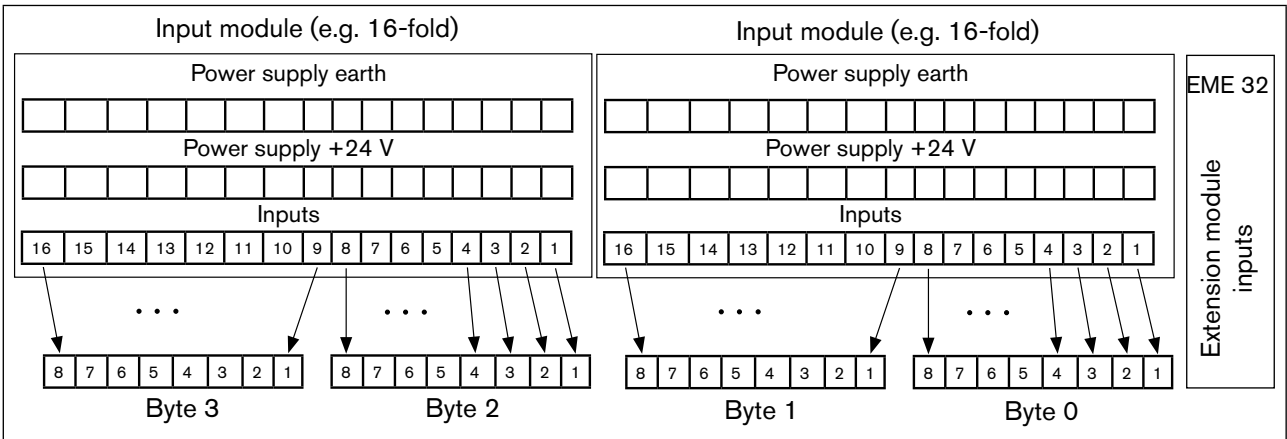 Input module (e.g. 16-fold)
Power supply earth
Power supply +24 V
Inputs
16 15 14 13 12 11 10 9 8 7 6 5 4 3 2 1
. . .
. . .
8 7 6 5 4 3 2 1
8 7 6 5 4 3 2 1
Byte 3
Byte 2
Input module (e.g. 16-fold)
Power supply earth
Power supply +24 V
Inputs
16 15 14 13 12 11 10 9 8 7 6 5 4 3 2 1
. . .
. . .
8 7 6 5 4 3 2 1
8 7 6 5 4 3 2 1
Byte 1
Byte 0
EME 32
Extension module
inputs